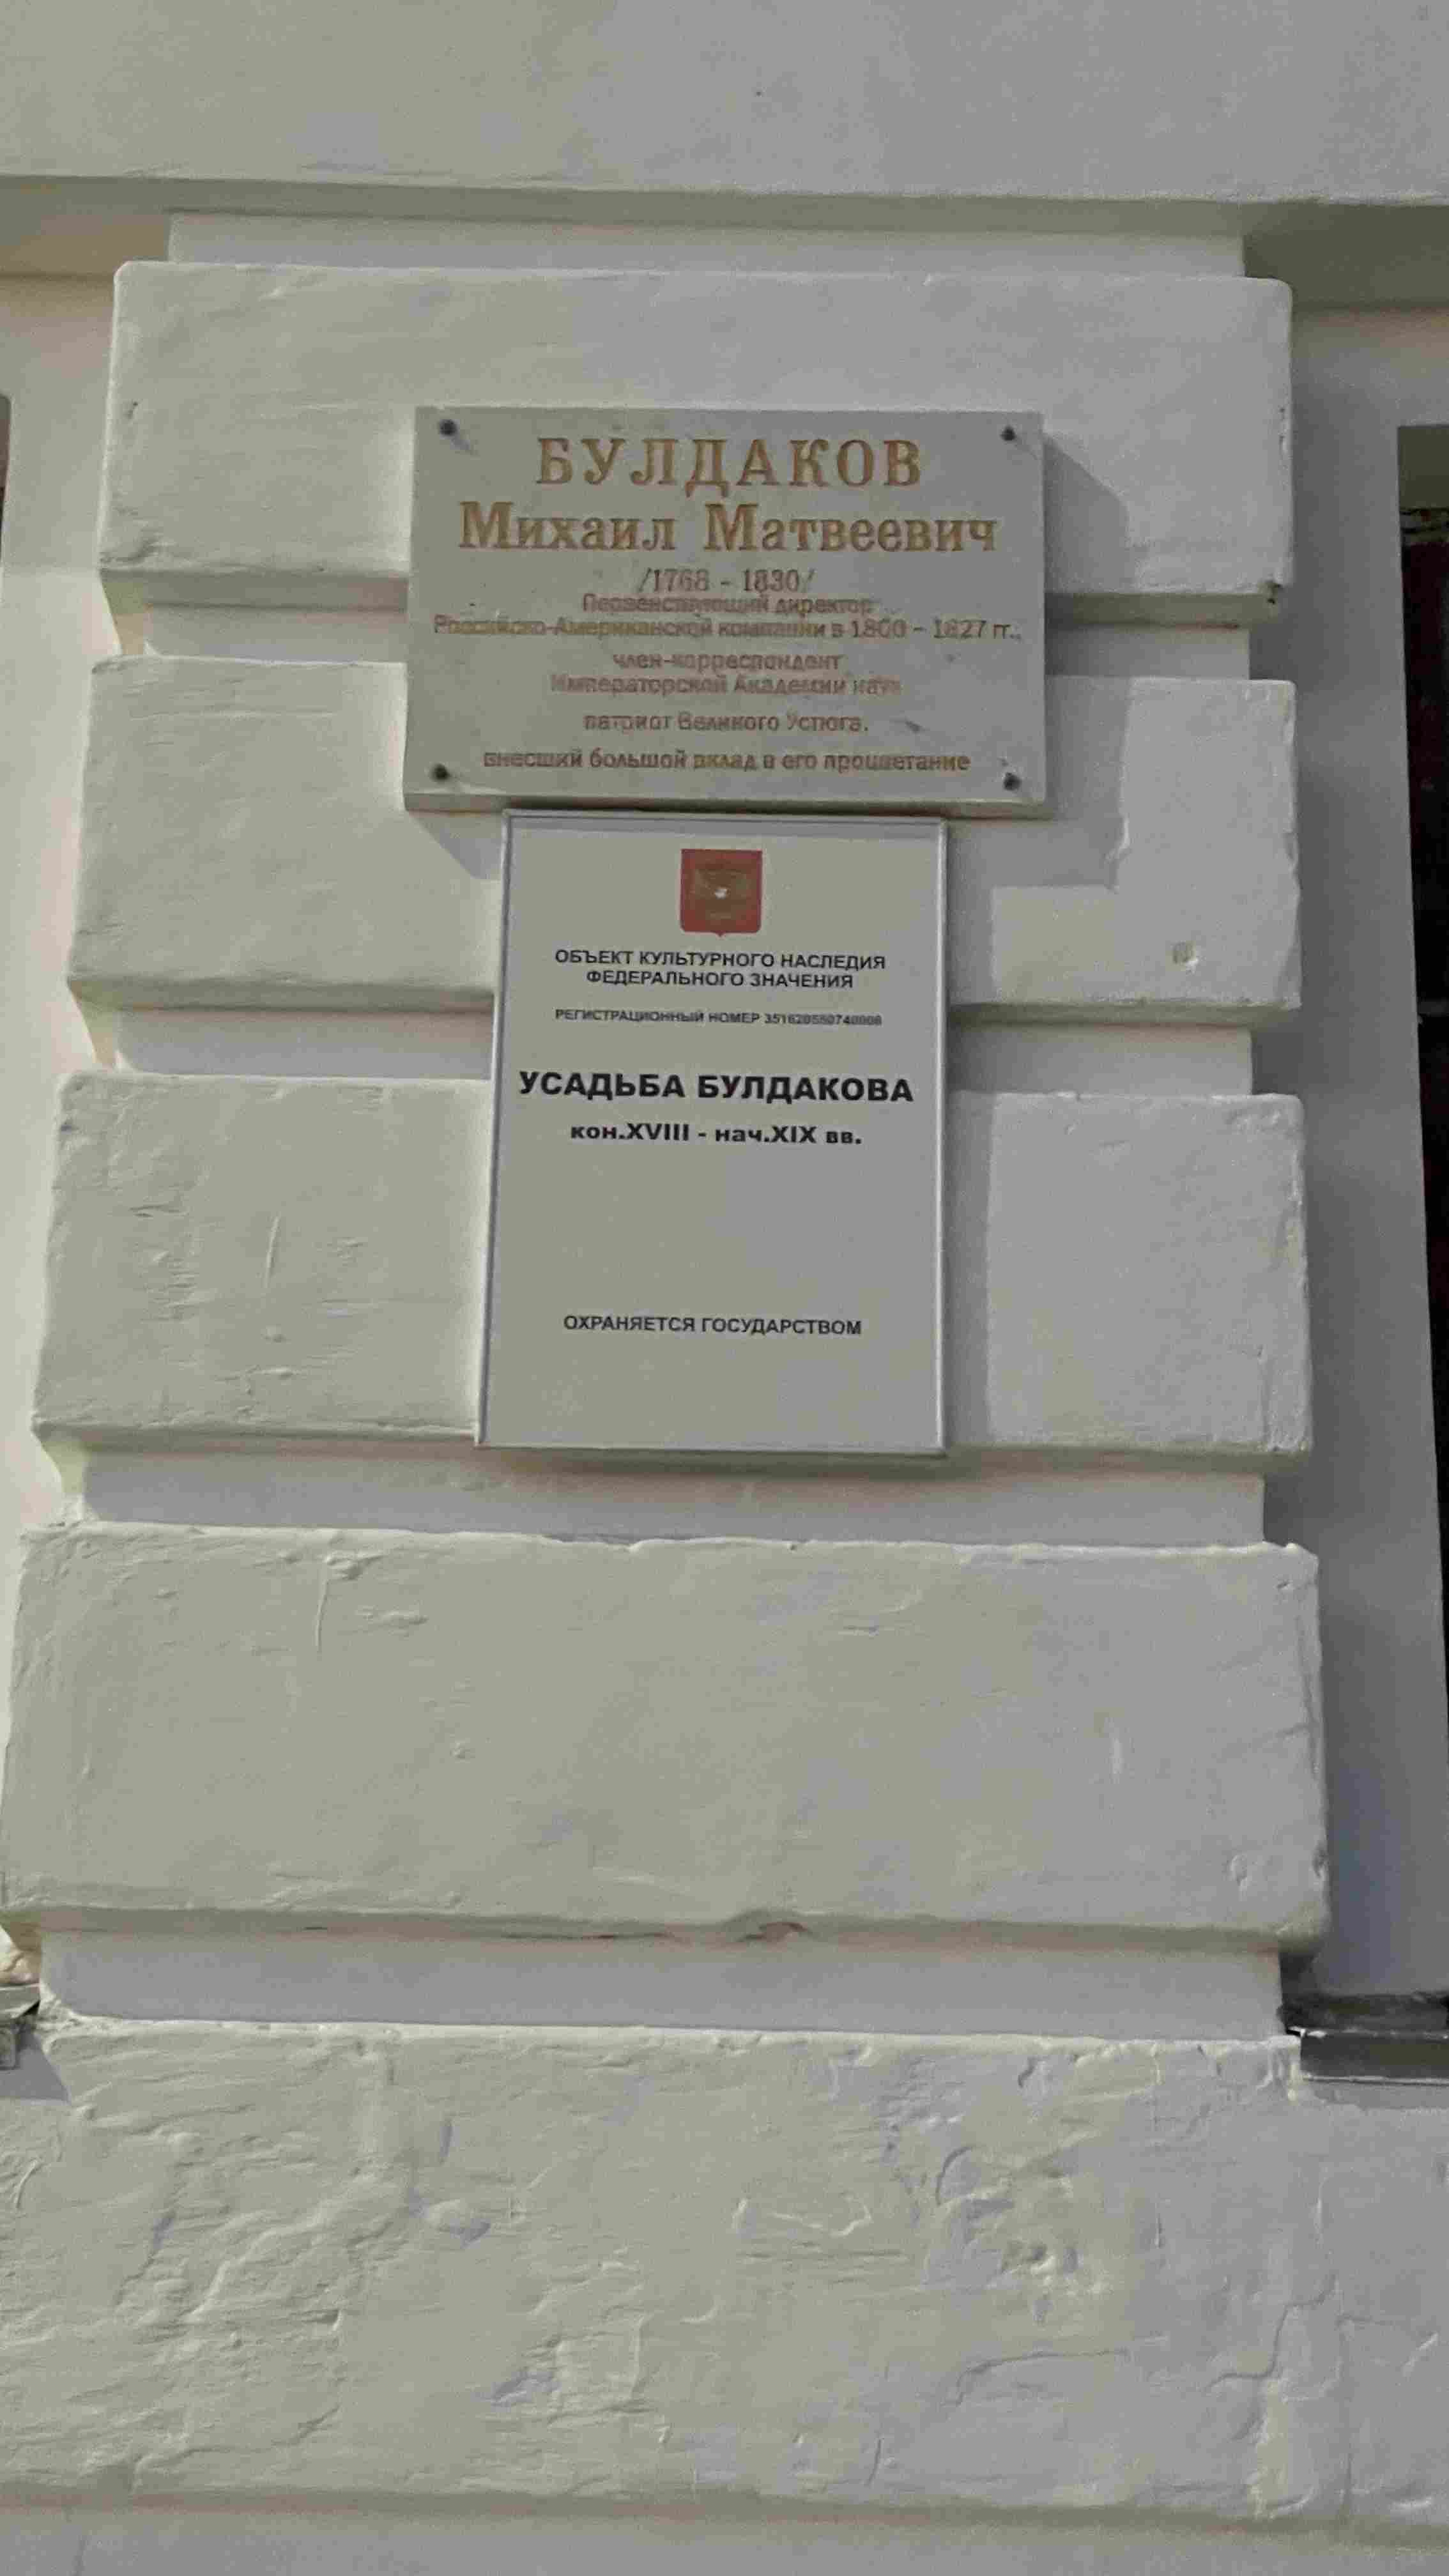 БУЛДАКОВ
Михаил Матвеевич
/1768 - 1830/
Первенствующий директор
Российско-Американской компании в 1800 - 1827 гг.,
член-корреспондент
Императорской Академии наук
патриот Великого Устюга,
внесший большой вклад в его процветание
ОБЪЕКТ КУЛЬТУРНОГО НАСЛЕДИЯ
ФЕДЕРАЛЬНОГО ЗНАЧЕНИЯ
РЕГИСТРАЦИОННЫЙ НОМЕР
УСАДЬБА БУЛДАКОВА
кон.XVIII - нач.XIX вв.
ОХРАНЯЕТСЯ ГОСУДАРСТВОМ